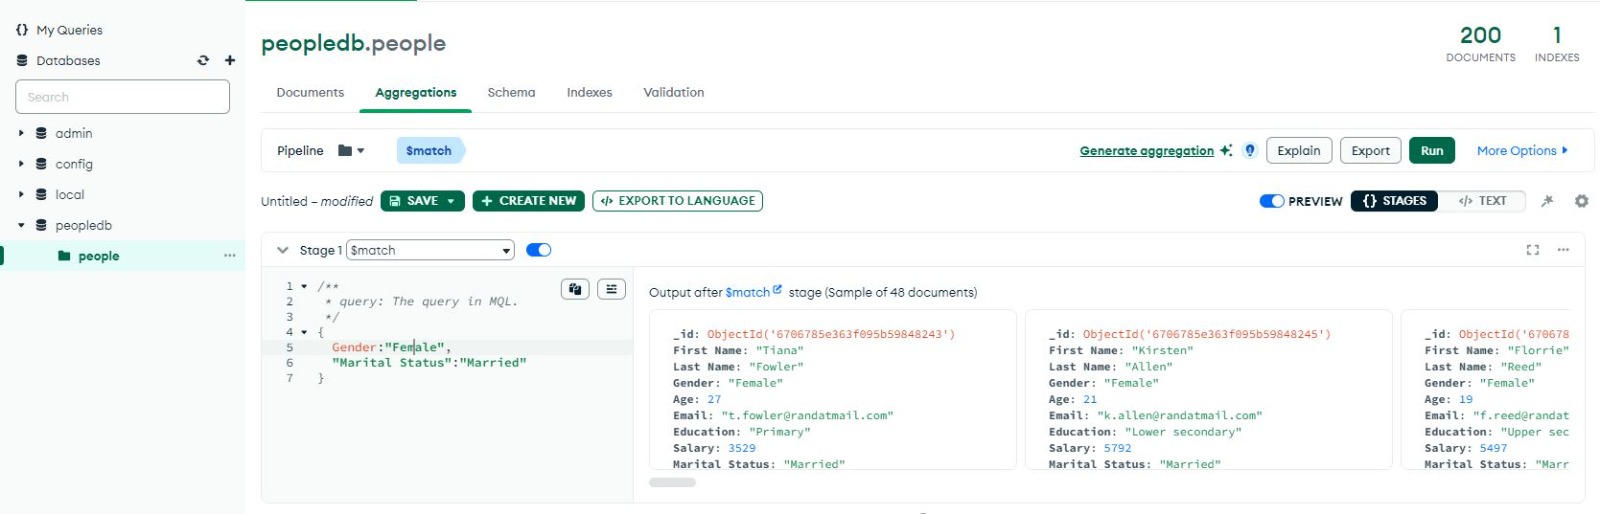 My Queries
Databases
Search
admin
config
local
peopledb
people
peopledb.people
200
DOCUMENTS
1
INDEXES
Documents Aggregations Schema Indexes Validation
Pipeline $match Generate aggregation Explain Export Run More Options
Untitled – modified SAVE CREATE NEW </> EXPORT TO LANGUAGE PREVIEW {} STAGES </> TEXT
Stage 1 $match
1 /**
2 * query: The query in MQL.
3 */
4 {
5 Gender:"Female",
6 "Marital Status":"Married"
7 }
Output after $match stage (Sample of 48 documents)
_id: ObjectId('6706785e363f095b59848243')
First Name: "Tiana"
Last Name: "Fowler"
Gender: "Female"
Age: 27
Email: "t.fowler@randatmail.com"
Education: "Primary"
Salary: 3529
Marital Status: "Married"
_id: ObjectId('6706785e363f095b59848245')
First Name: "Kirsten"
Last Name: "Allen"
Gender: "Female"
Age: 21
Email: "k.allen@randatmail.com"
Education: "Lower secondary"
Salary: 5792
Marital Status: "Married"
_id: ObjectId('670678
First Name: "Florrie"
Last Name: "Reed"
Gender: "Female"
Age: 19
Email: "f.reed@randat
Education: "Upper sec
Salary: 5497
Marital Status: "Marr